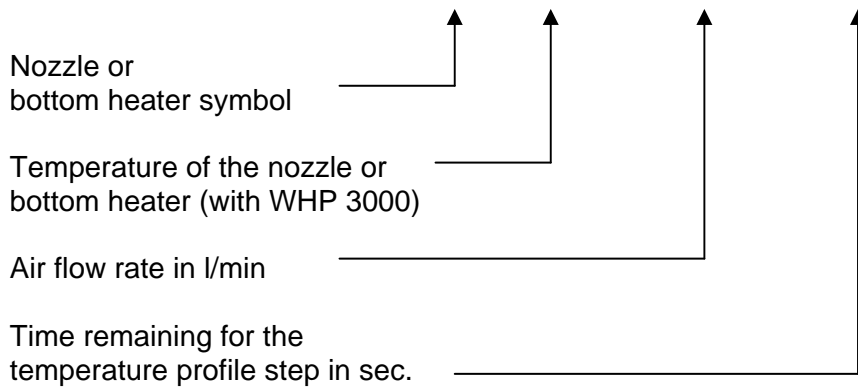 Nozzle or
bottom heater symbol
Temperature of the nozzle or
bottom heater (with WHP 3000)
Air flow rate in l/min
Time remaining for the
temperature profile step in sec.